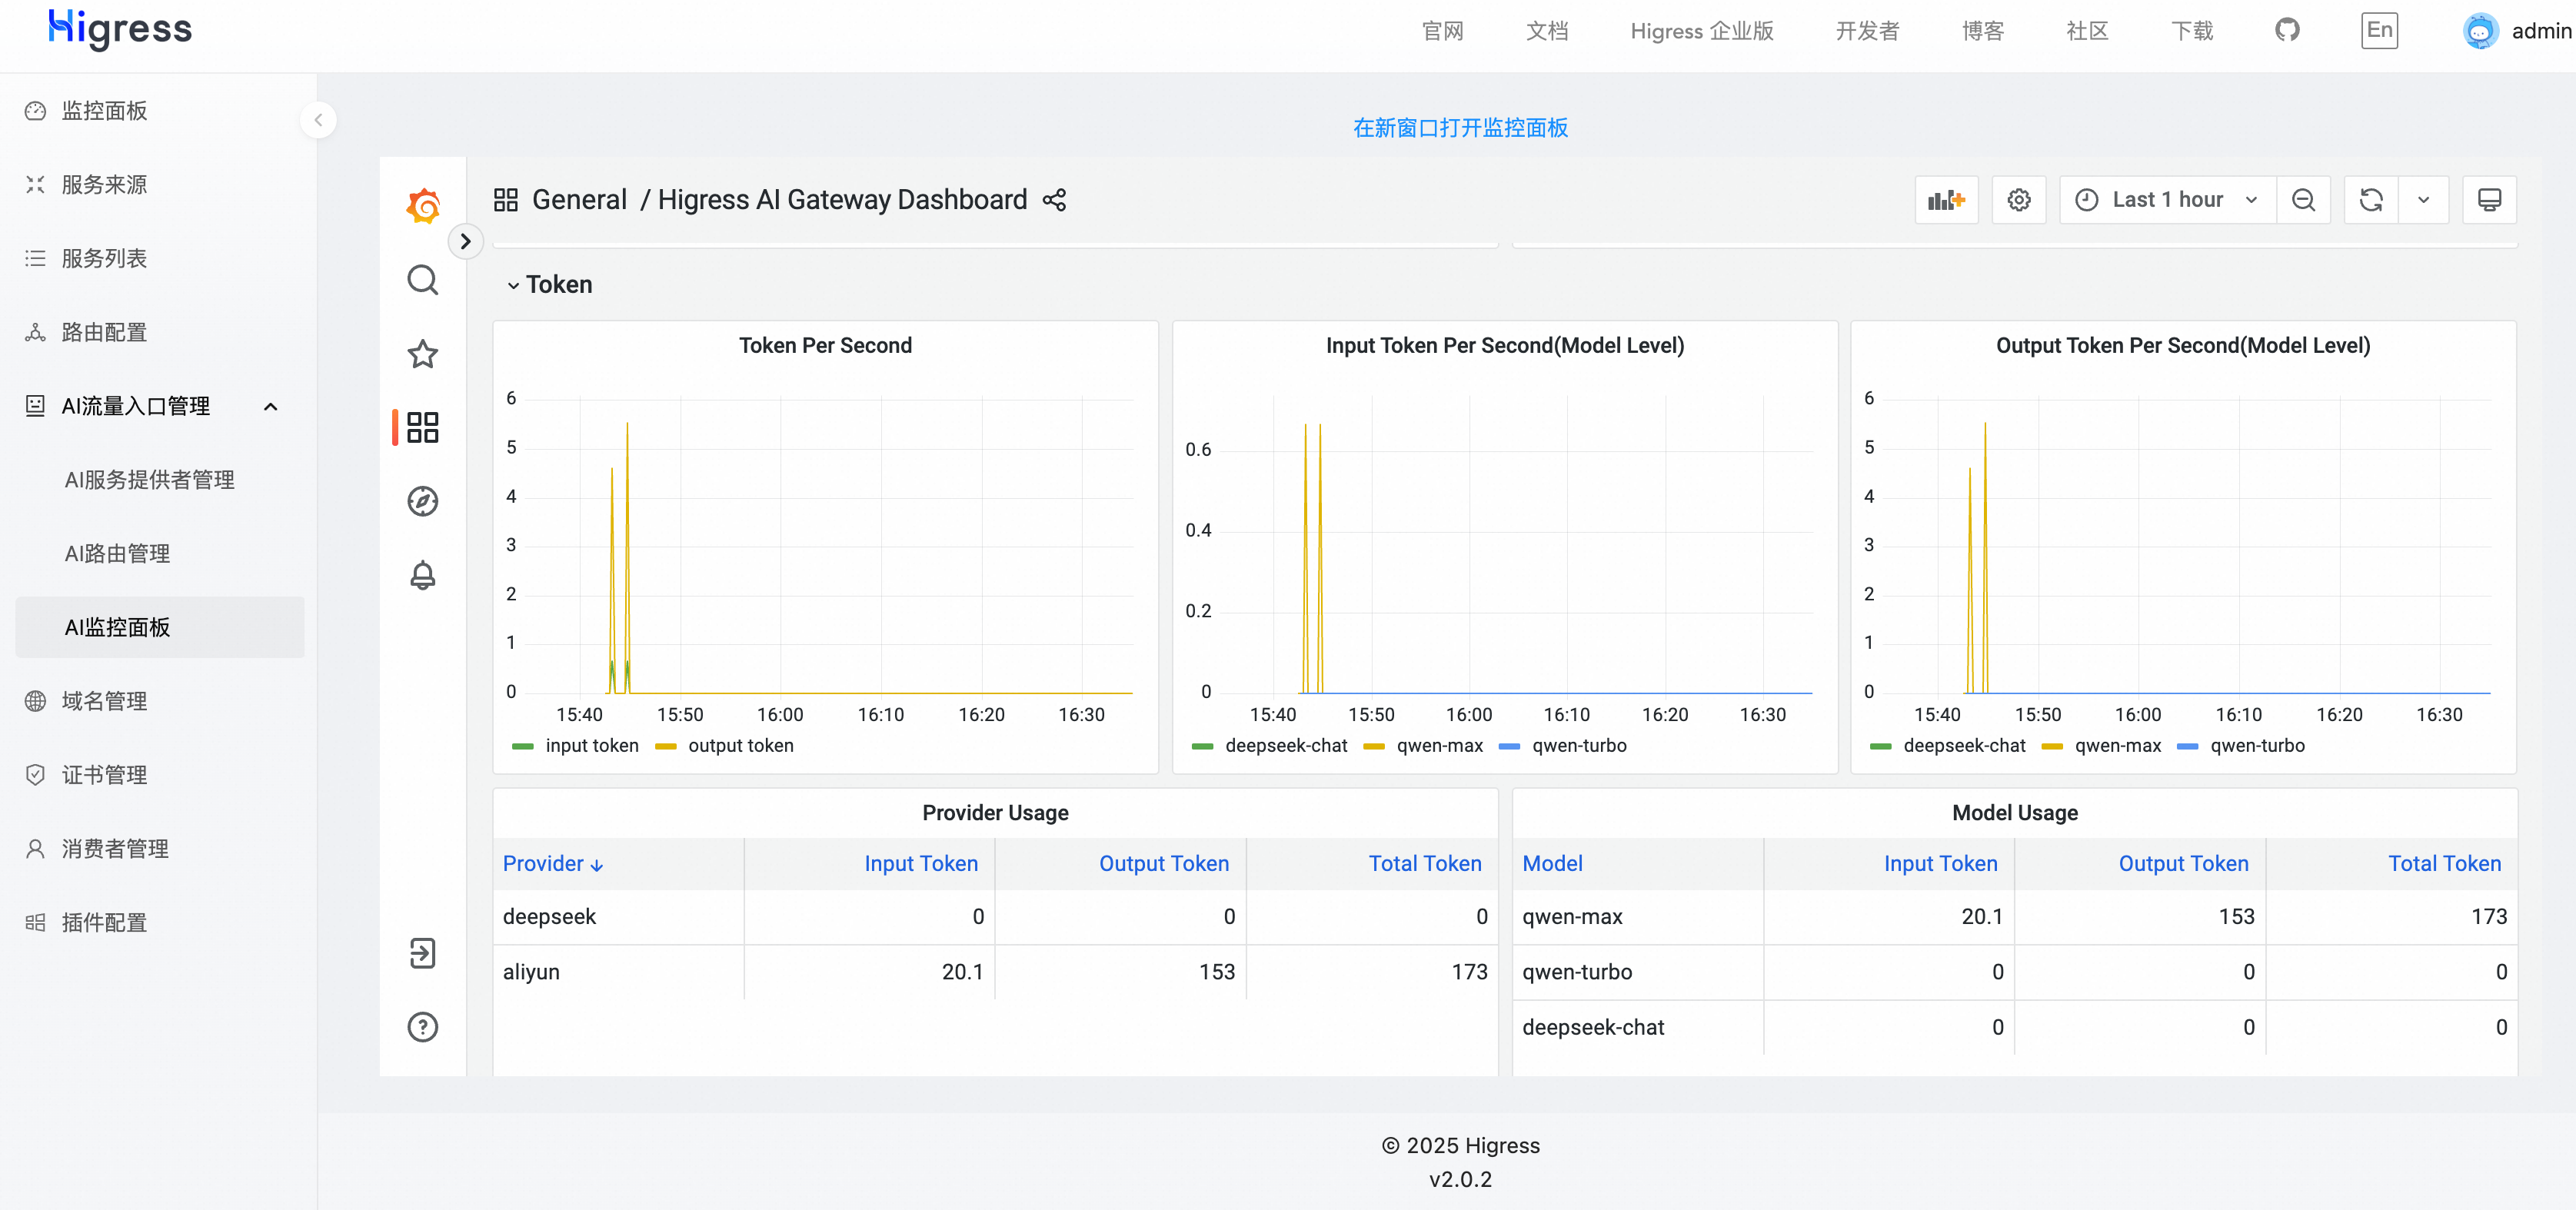 Higress
官网 文档 Higress 企业版 开发者 博客 社区 下载 En admin
监控面板
服务来源
服务列表
路由配置
AI流量入口管理
AI服务提供者管理
AI路由管理
AI监控面板
域名管理
证书管理
消费者管理
插件配置
在新窗口打开监控面板
General / Higress AI Gateway Dashboard
Last 1 hour
Token
Token Per Second
6
5
4
3
2
1
0
15:40 15:50 16:00 16:10 16:20 16:30
input token output token
Input Token Per Second(Model Level)
0.6
0.4
0.2
0
15:40 15:50 16:00 16:10 16:20 16:30
deepseek-chat qwen-max qwen-turbo
Output Token Per Second(Model Level)
6
5
4
3
2
1
0
15:40 15:50 16:00 16:10 16:20 16:30
deepseek-chat qwen-max qwen-turbo
Provider Usage
Provider Input Token Output Token Total Token
deepseek 0 0 0
aliyun 20.1 153 173
Model Usage
Model Input Token Output Token Total Token
qwen-max 20.1 153 173
qwen-turbo 0 0 0
deepseek-chat 0 0 0
© 2025 Higress
v2.0.2